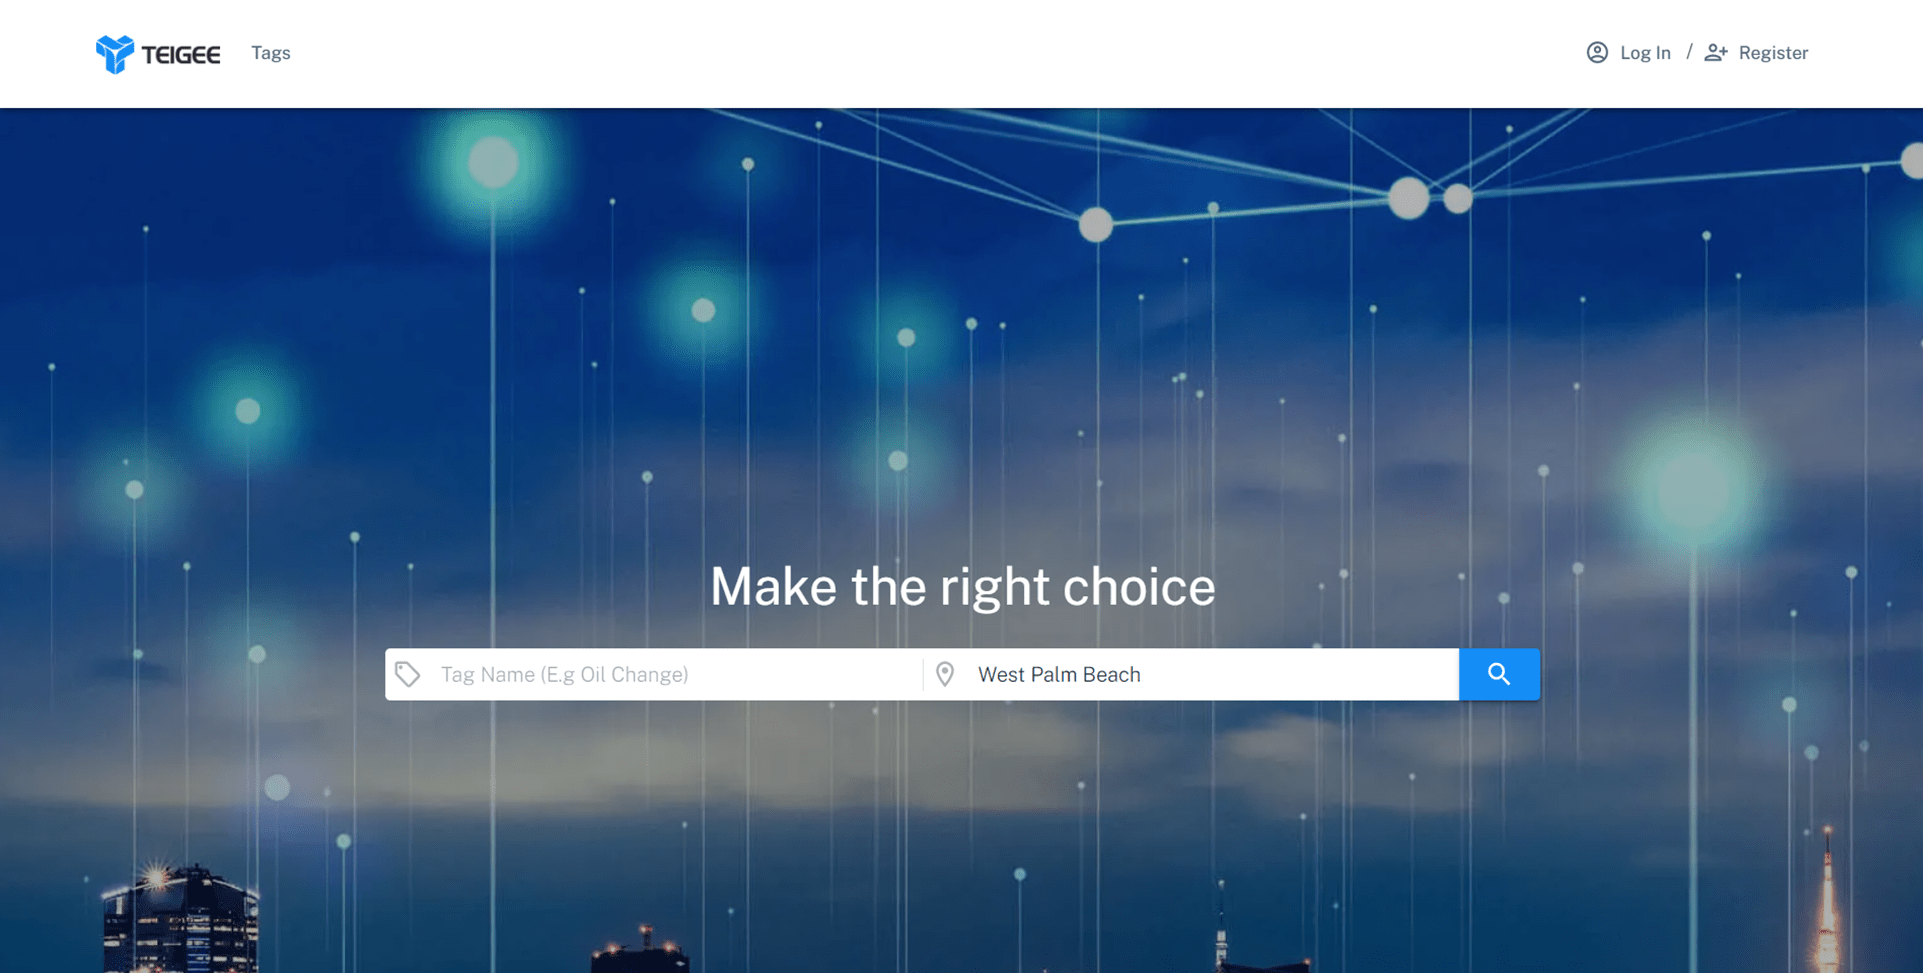 TEIGEE
Tags
Log In / Register
Make the right choice
Tag Name (E.g Oil Change)
West Palm Beach